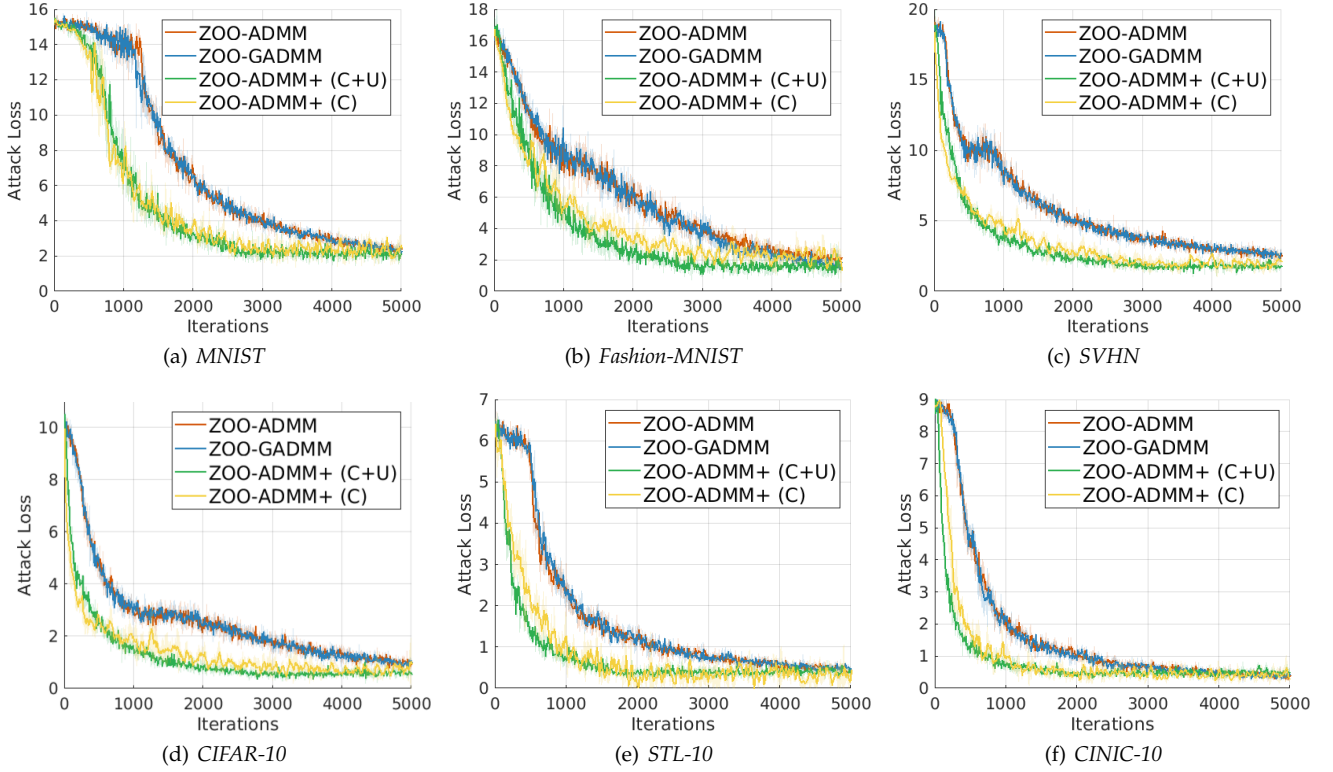 16
14
12
10
8
6
4
2
0
Attack Loss
0 1000 2000 3000 4000 5000
Iterations
ZOO-ADMM
ZOO-GADMM
ZOO-ADMM+ (C+U)
ZOO-ADMM+ (C)
(a) MNIST
18
16
14
12
10
8
6
4
2
0
Attack Loss
0 1000 2000 3000 4000 5000
Iterations
ZOO-ADMM
ZOO-GADMM
ZOO-ADMM+ (C+U)
ZOO-ADMM+ (C)
(b) Fashion-MNIST
20
15
10
5
0
Attack Loss
0 1000 2000 3000 4000 5000
Iterations
ZOO-ADMM
ZOO-GADMM
ZOO-ADMM+ (C+U)
ZOO-ADMM+ (C)
(c) SVHN
10
8
6
4
2
0
Attack Loss
0 1000 2000 3000 4000 5000
Iterations
ZOO-ADMM
ZOO-GADMM
ZOO-ADMM+ (C+U)
ZOO-ADMM+ (C)
(d) CIFAR-10
7
6
5
4
3
2
1
0
Attack Loss
0 1000 2000 3000 4000 5000
Iterations
ZOO-ADMM
ZOO-GADMM
ZOO-ADMM+ (C+U)
ZOO-ADMM+ (C)
(e) STL-10
9
8
7
6
5
4
3
2
1
0
Attack Loss
0 1000 2000 3000 4000 5000
Iterations
ZOO-ADMM
ZOO-GADMM
ZOO-ADMM+ (C+U)
ZOO-ADMM+ (C)
(f) CINIC-10